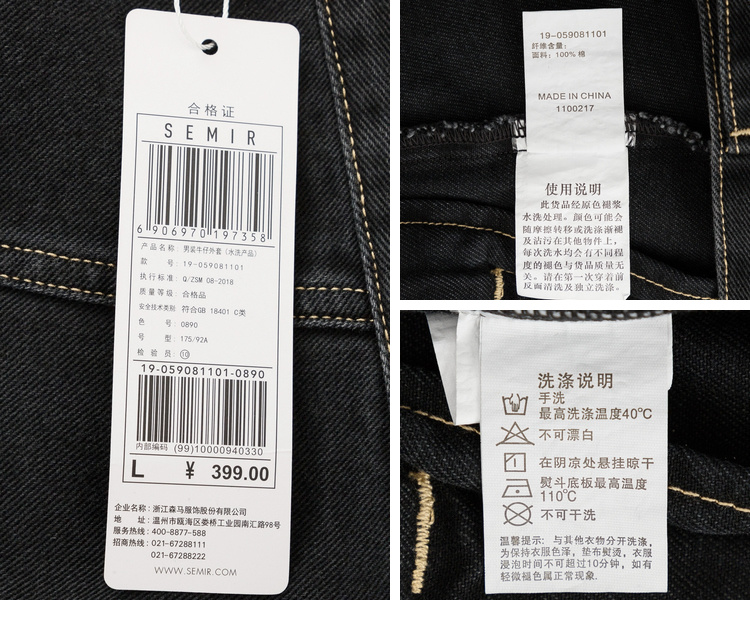 合格证
SEMIR
6 906970 197358
产品名称: 男装牛仔外套(水洗产品)
款 号: 19-059081101
执行标准: Q/ZSM 08-2018
质量等级: 合格品
安全技术类别: 符合GB 18401 C类
色 号: 0890
号 型: 175/92A
检 验 员: ⑩
19-059081101-0890
内部编码 (99)10000940330
L ¥ 399.00
企业名称: 浙江森马服饰股份有限公司
地 址: 温州市瓯海区娄桥工业园南汇路98号
服务热线: 400-8877-588
招商热线: 021-67288111
021-67288222
WWW.SEMIR.COM
19-059081101
纤维含量:
面料: 100% 棉
MADE IN CHINA
1100217
使用说明
此货品经原色褪浆
水洗处理。颜色可能会
随摩擦转移或洗涤渐褪
及沾污在其他物件上,
每次洗水均会有不同程
度的褪色与货品质量无
关。请在第一次穿着前
反面清洗及独立洗涤。
洗涤说明
手洗
最高洗涤温度40℃
不可漂白
在阴凉处悬挂晾干
熨斗底板最高温度
110℃
不可干洗
温馨提示: 与其他衣物分开洗涤,
为保持衣服色泽, 垫布熨烫, 衣服
浸泡时间不可超过10分钟, 如有
轻微褪色属正常现象.